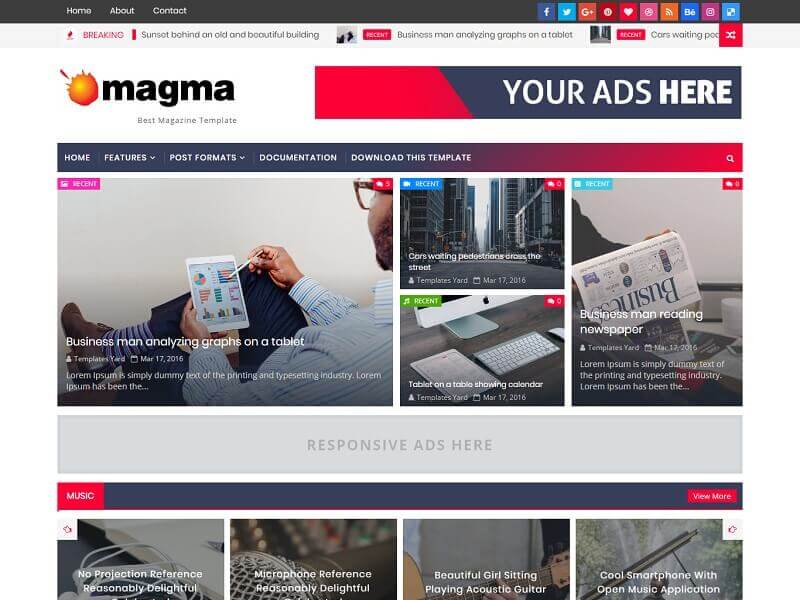 Home About Contact
BREAKING Sunset behind an old and beautiful building RECENT Business man analyzing graphs on a tablet RECENT Cars waiting
magma
Best Magazine Template
YOUR ADS HERE
HOME FEATURES POST FORMATS DOCUMENTATION DOWNLOAD THIS TEMPLATE
RECENT 5
Business man analyzing graphs on a tablet
Templates Yard Mar 17, 2016
Lorem Ipsum is simply dummy text of the printing and typesetting industry. Lorem
Ipsum has been the...
RECENT 0
Cars waiting pedestrians cross the
street
Templates Yard Mar 17, 2016
RECENT 0
Tablet on a table showing calendar
Templates Yard Mar 17, 2016
RECENT 0
Business
Business man reading
newspaper
Templates Yard Mar 17, 2016
Lorem Ipsum is simply dummy text of
the printing and typesetting industry.
Lorem Ipsum has been the...
RESPONSIVE ADS HERE
MUSIC View More
No Projection Reference
Reasonably Delightful
Microphone Reference
Reasonably Delightful
Beautiful Girl Sitting
Playing Acoustic Guitar
Cool Smartphone With
Open Music Application